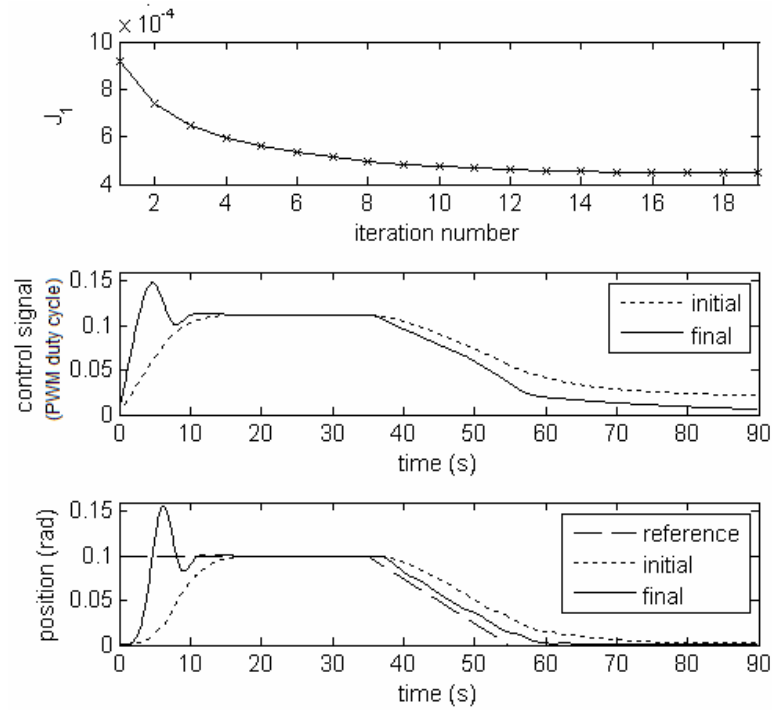 × 10⁻⁴
10
8
6
4
J₁
2 4 6 8 10 12 14 16 18
iteration number
0.15
0.1
0.05
0
control signal
(PWM duty cycle)
initial
final
0 10 20 30 40 50 60 70 80 90
time (s)
0.15
0.1
0.05
0
position (rad)
reference
initial
final
0 10 20 30 40 50 60 70 80 90
time (s)